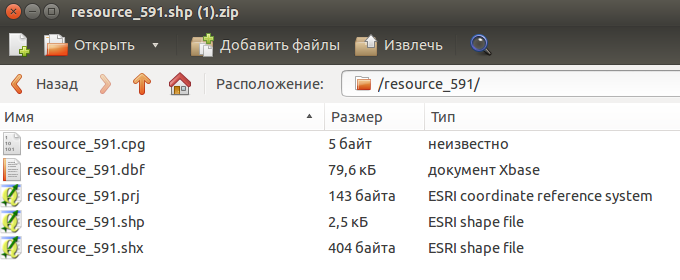 resource_591.shp (1).zip
Открыть Добавить файлы Извлечь
Назад Расположение: /resource_591/
Имя Размер Тип
resource_591.cpg 5 байт неизвестно
resource_591.dbf 79,6 кБ документ Xbase
resource_591.prj 143 байта ESRI coordinate reference system
resource_591.shp 2,5 кБ ESRI shape file
resource_591.shx 404 байта ESRI shape file